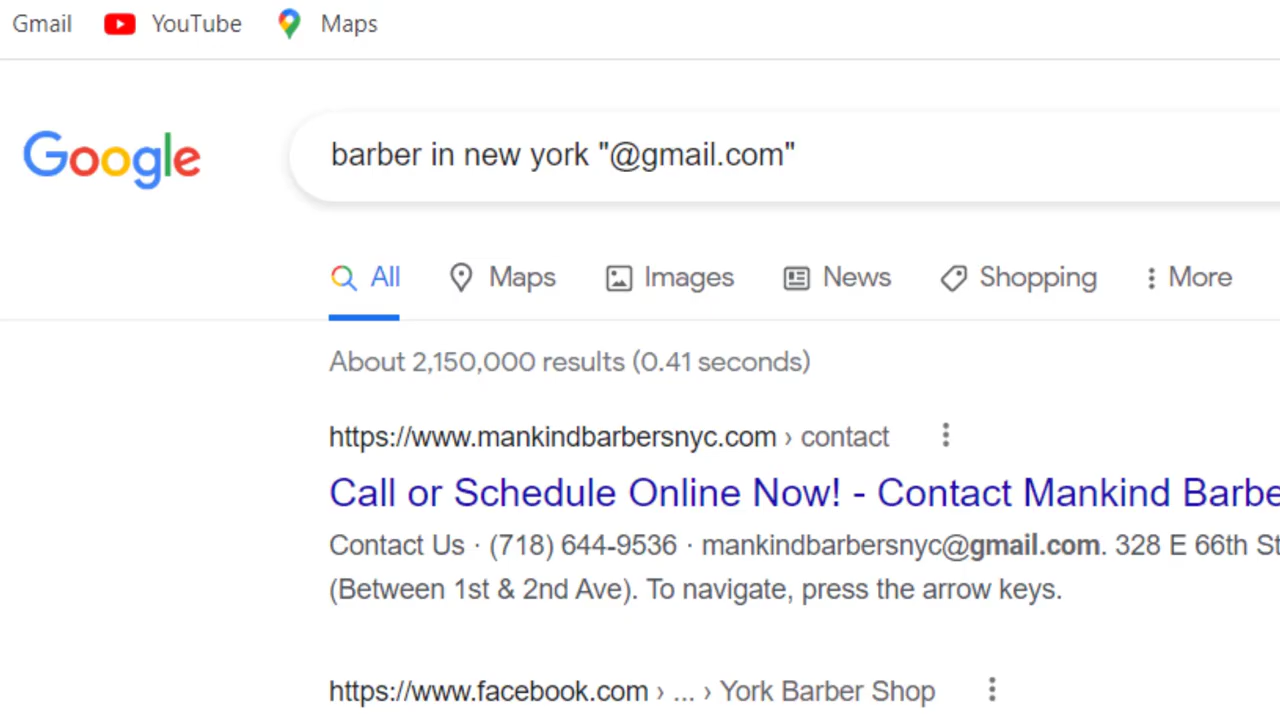 Gmail YouTube Maps
Google barber in new york "@gmail.com"
All Maps Images News Shopping More
About 2,150,000 results (0.41 seconds)
https://www.mankindbarbersnyc.com › contact
Call or Schedule Online Now! - Contact Mankind Barbe
Contact Us · (718) 644-9536 · mankindbarbersnyc@gmail.com. 328 E 66th St
(Between 1st & 2nd Ave). To navigate, press the arrow keys.
https://www.facebook.com › ... › York Barber Shop